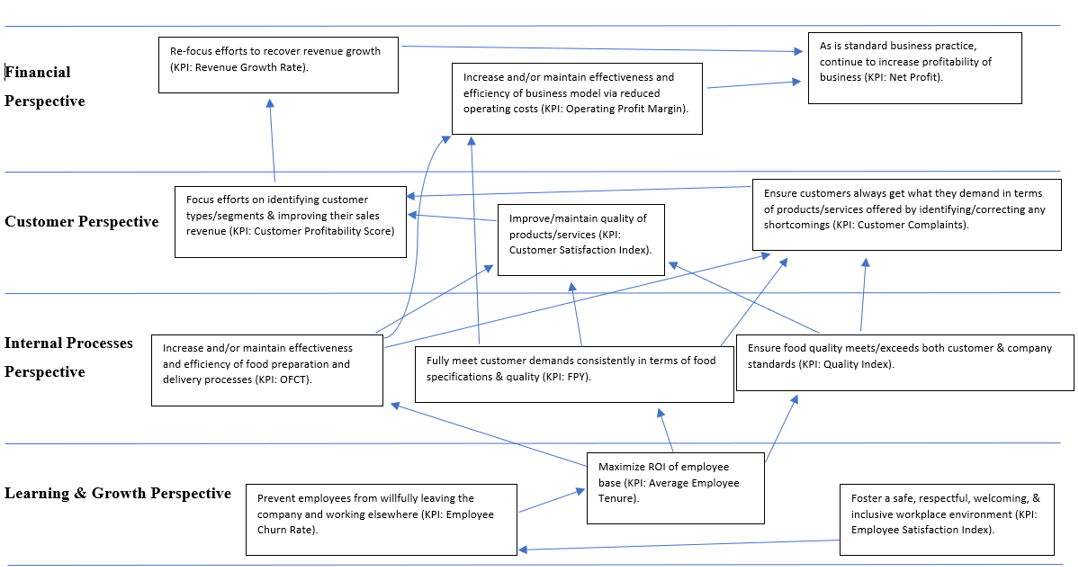 Financial
Perspective
Re-focus efforts to recover revenue growth
(KPI: Revenue Growth Rate).
Increase and/or maintain effectiveness and
efficiency of business model via reduced
operating costs (KPI: Operating Profit Margin).
As is standard business practice,
continue to increase profitability of
business (KPI: Net Profit).
Customer Perspective
Focus efforts on identifying customer
types/segments & improving their sales
revenue (KPI: Customer Profitability Score)
Improve/maintain quality of
products/services (KPI:
Customer Satisfaction Index).
Ensure customers always get what they demand in terms
of products/services offered by identifying/correcting any
shortcomings (KPI: Customer Complaints).
Internal Processes
Perspective
Increase and/or maintain effectiveness
and efficiency of food preparation and
delivery processes (KPI: OFCT).
Fully meet customer demands consistently in terms of food
specifications & quality (KPI: FPY).
Ensure food quality meets/exceeds both customer & company
standards (KPI: Quality Index).
Learning & Growth Perspective
Prevent employees from willfully leaving the
company and working elsewhere (KPI: Employee
Churn Rate).
Maximize ROI of employee
base (KPI: Average Employee
Tenure).
Foster a safe, respectful, welcoming, &
inclusive workplace environment (KPI:
Employee Satisfaction Index).